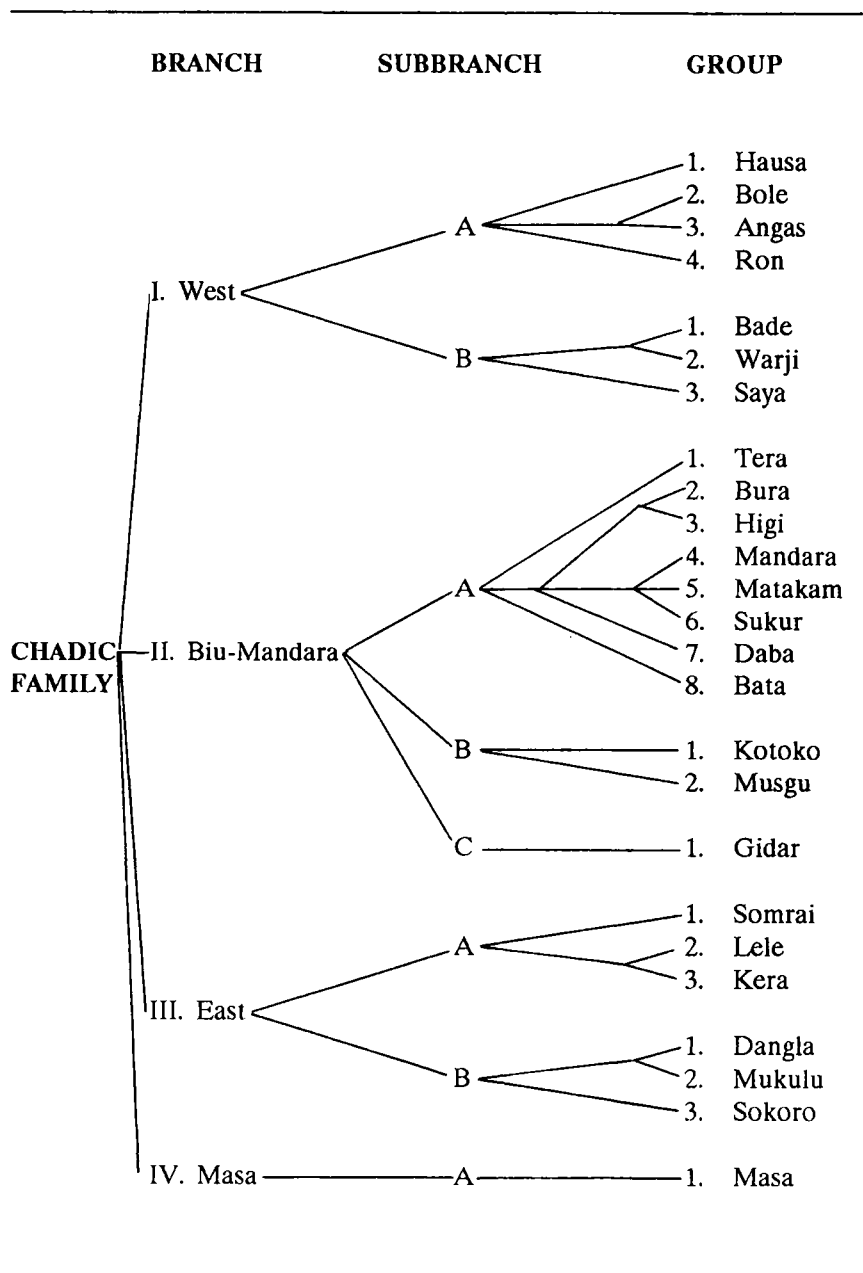 BRANCH SUBBRANCH GROUP
1. Hausa
2. Bole
A 3. Angas
4. Ron
I. West
1. Bade
B 2. Warji
3. Saya
1. Tera
2. Bura
3. Higi
4. Mandara
A 5. Matakam
6. Sukur
CHADIC FAMILY II. Biu-Mandara 7. Daba
8. Bata
B 1. Kotoko
2. Musgu
C 1. Gidar
1. Somrai
A 2. Lele
3. Kera
III. East
1. Dangla
B 2. Mukulu
3. Sokoro
IV. Masa A 1. Masa